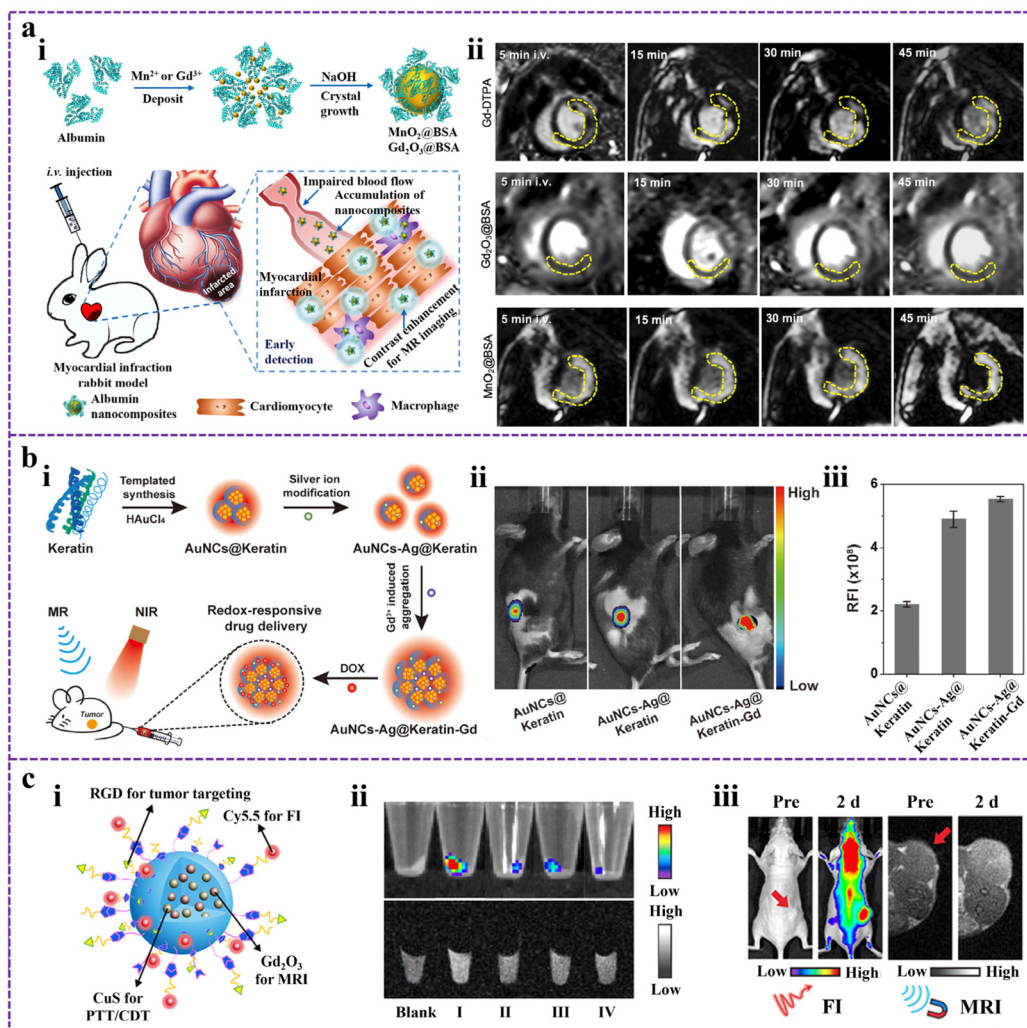 a
i
Mn²⁺ or Gd³⁺
Deposit
NaOH
Crystal
growth
Albumin
MnO₂@BSA
Gd₂O₃@BSA
i.v. injection
Infarcted
area
Impaired blood flow
Accumulation of
nanocomposites
Myocardial
infarction
Early
detection
Contrast enhancement
for MR imaging
Myocardial infraction
rabbit model
Albumin
nanocomposites
Cardiomyocyte
Macrophage
ii
Gd-DTPA
5 min i.v.
15 min
30 min
45 min
Gd₂O₃@BSA
5 min i.v.
15 min
30 min
45 min
MnO₂@BSA
5 min i.v.
15 min
30 min
45 min
b
i
Keratin
Templated
synthesis
HAuCl₄
AuNCs@Keratin
Silver ion
modification
AuNCs-Ag@Keratin
Gd³⁺ induced
aggregation
AuNCs-Ag@Keratin-Gd
DOX
Redox-responsive
drug delivery
MR
NIR
Tumor
ii
High
Low
AuNCs@
Keratin
AuNCs-Ag@
Keratin
AuNCs-Ag@
Keratin-Gd
iii
RFI (x10⁸)
6
4
2
0
AuNCs@
Keratin
AuNCs-Ag@
Keratin
AuNCs-Ag@
Keratin-Gd
c
i
RGD for tumor targeting
Cy5.5 for FI
Gd₂O₃
for MRI
CuS for
PTT/CDT
ii
High
Low
High
Low
Blank
I
II
III
IV
iii
Pre
2 d
Pre
2 d
Low
High
Low
High
FI
MRI